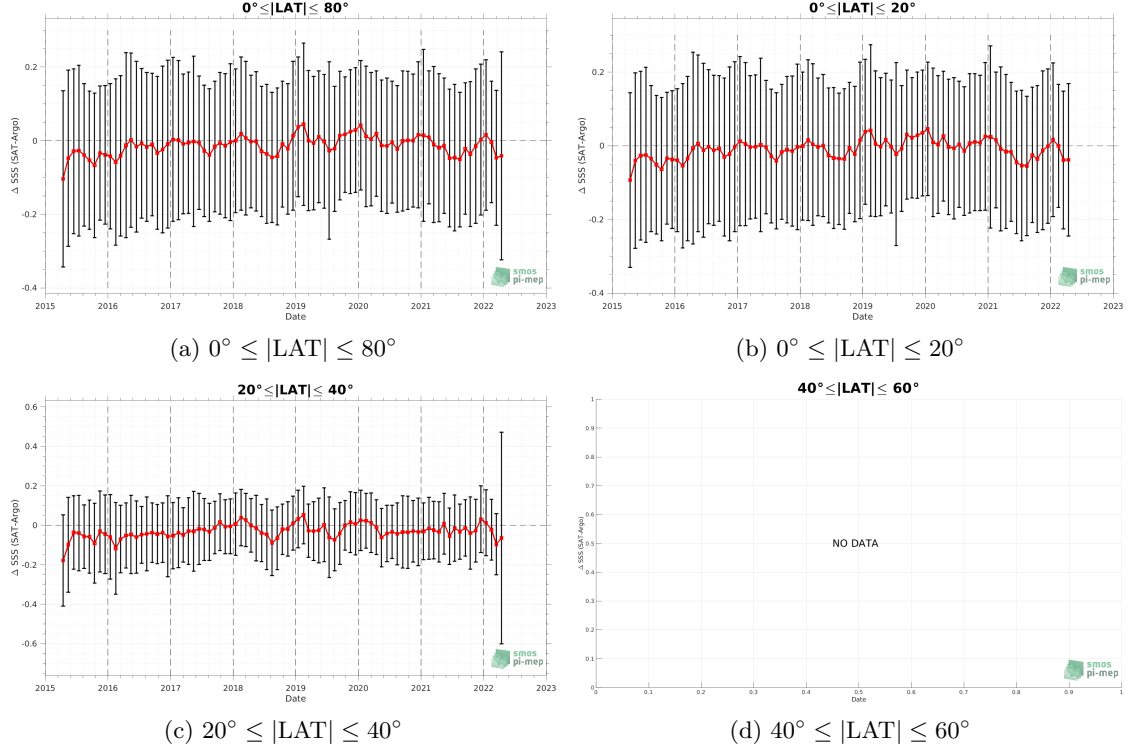 0°≤|LAT|≤ 80°
0.2
0
-0.2
-0.4
Δ SSS (SAT-Argo)
2015 2016 2017 2018 2019 2020 2021 2022 2023
Date
smos
pi-mep
(a) 0° ≤ |LAT| ≤ 80°
0°≤|LAT|≤ 20°
0.2
0
-0.2
-0.4
Δ SSS (SAT-Argo)
2015 2016 2017 2018 2019 2020 2021 2022 2023
Date
smos
pi-mep
(b) 0° ≤ |LAT| ≤ 20°
20°≤|LAT|≤ 40°
0.6
0.4
0.2
0
-0.2
-0.4
-0.6
Δ SSS (SAT-Argo)
2015 2016 2017 2018 2019 2020 2021 2022 2023
Date
smos
pi-mep
(c) 20° ≤ |LAT| ≤ 40°
40°≤|LAT|≤ 60°
1
0.9
0.8
0.7
0.6
0.5
0.4
0.3
0.2
0.1
0
Δ SSS (SAT-Argo)
NO DATA
0 0.1 0.2 0.3 0.4 0.5 0.6 0.7 0.8 0.9 1
Date
smos
pi-mep
(d) 40° ≤ |LAT| ≤ 60°